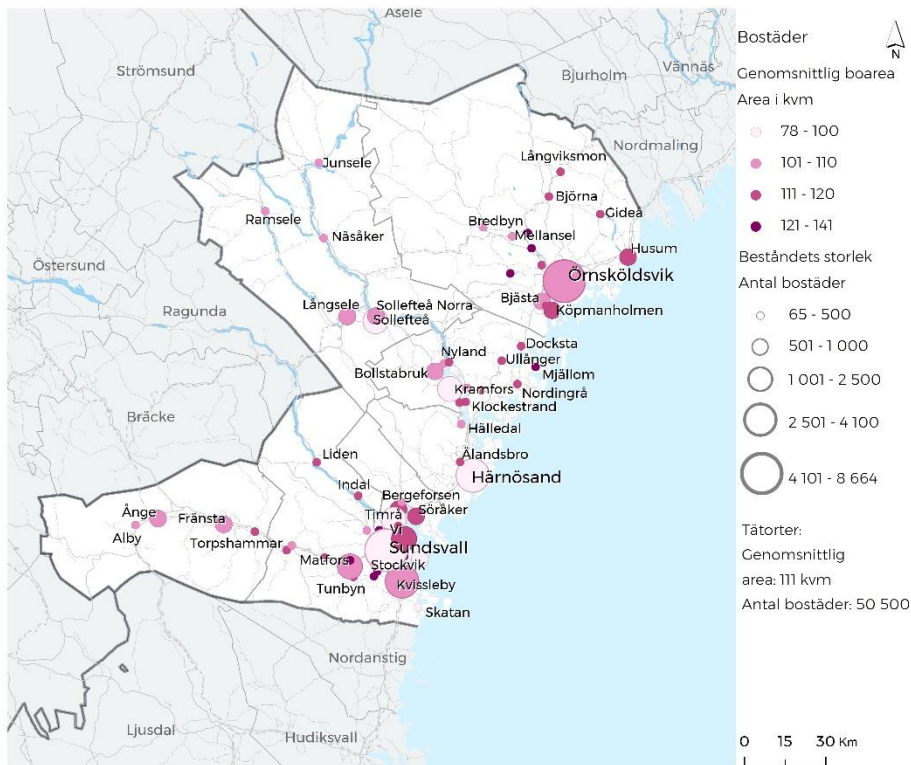 Åsele
Strömsund
Bjurholm
Vännäs
Nordmaling
Långviksmon
Junsele
Björna
Gideå
Ramsele
Bredbyn
Näsåker
Mellansel
Husum
Östersund
Örnsköldsvik
Ragunda
Långsele
Sollefteå Norra
Sollefteå
Bjästa
Köpmanholmen
Docksta
Nyland
Ullånger
Bollstabruk
Mjällom
Kramfors
Nordingrå
Klockestrand
Bräcke
Hälledal
Liden
Älandsbro
Härnösand
Indal
Bergeforsen
Ånge
Fränsta
Timrå
Söråker
Alby
Vi
Torpshammar
Sundsvall
Matfors
Stockvik
Tunbyn
Kvissleby
Skatan
Nordanstig
Ljusdal
Hudiksvall
Bostäder
N
Genomsnittlig boarea
Area i kvm
78 - 100
101 - 110
111 - 120
121 - 141
Beståndets storlek
Antal bostäder
65 - 500
501 - 1 000
1 001 - 2 500
2 501 - 4 100
4 101 - 8 664
Tätorter:
Genomsnittlig
area: 111 kvm
Antal bostäder: 50 500
0 15 30 Km